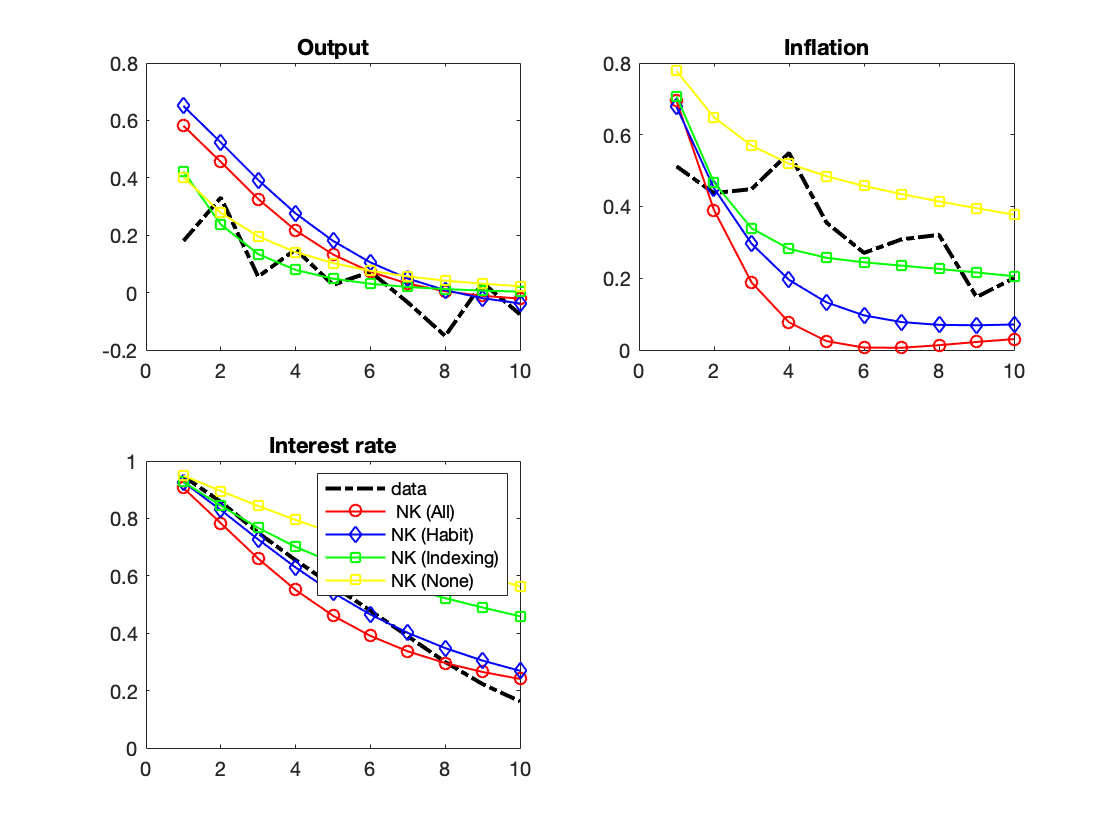 Output
0.8
0.6
0.4
0.2
0
-0.2
0 2 4 6 8 10
Inflation
0.8
0.6
0.4
0.2
0
0 2 4 6 8 10
Interest rate
1
0.8
0.6
0.4
0.2
0
0 2 4 6 8 10
data
NK (All)
NK (Habit)
NK (Indexing)
NK (None)